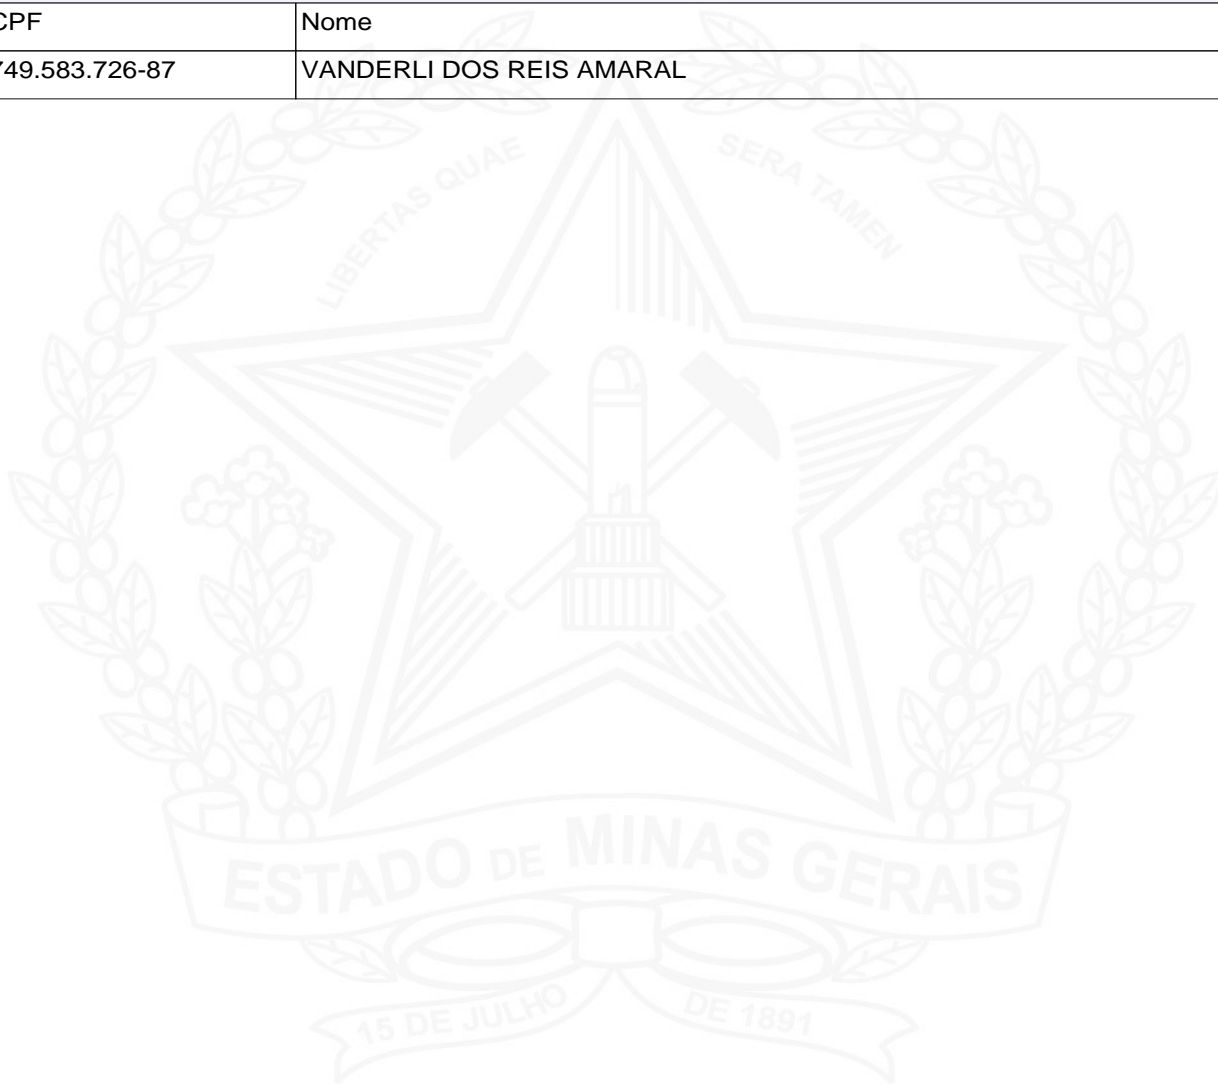 CPF Nome
749.583.726-87 VANDERLI DOS REIS AMARAL
LIBERTAS QUAE SERA TAMEN
ESTADO DE MINAS GERAIS
15 DE JULHO DE 1891